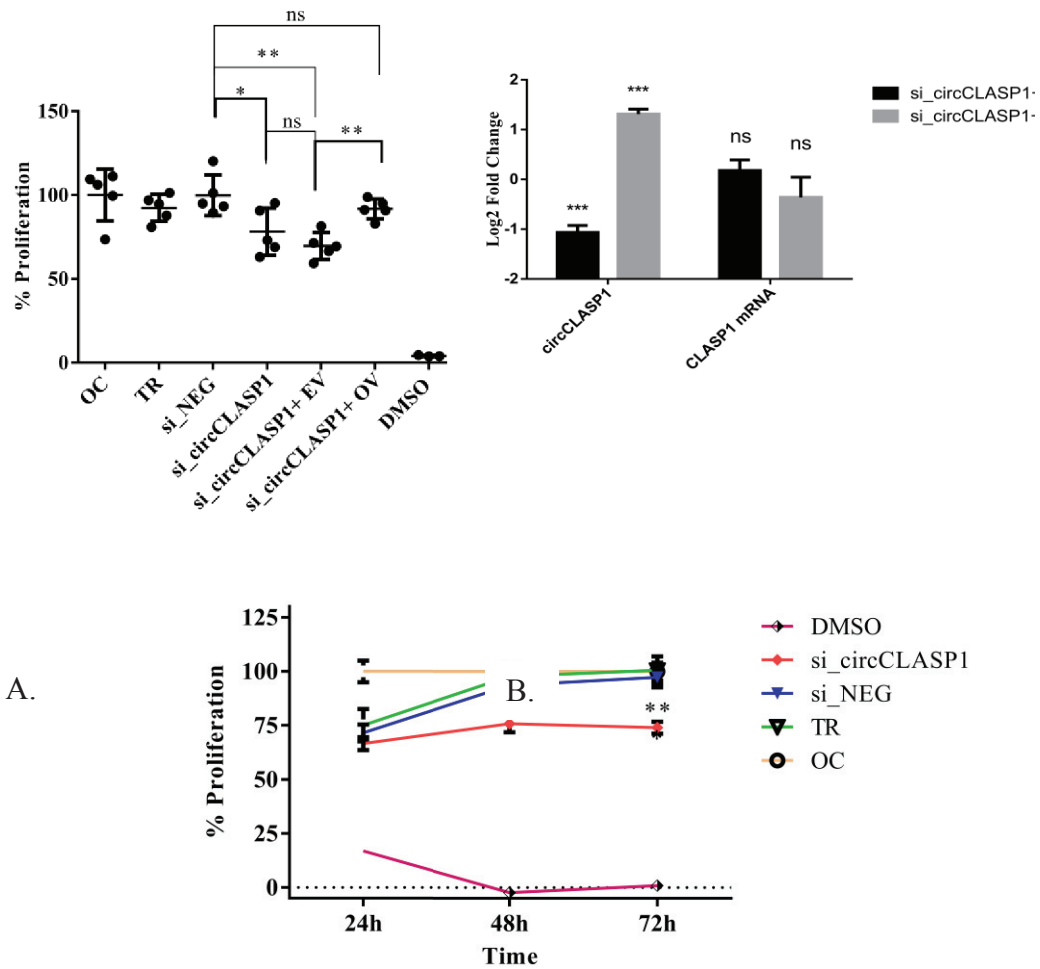 ns
**
*
ns
**
% Proliferation
150
100
50
0
OC
TR
si_NEG
si_circCLASP1
si_circCLASP1+ EV
si_circCLASP1+ OV
DMSO
Log2 Fold Change
2
1
0
-1
-2
***
***
ns
ns
circCLASP1
CLASP1 mRNA
si_circCLASP1+
si_circCLASP1+
A.
B.
% Proliferation
125
100
75
50
25
0
**
*
24h
48h
72h
Time
DMSO
si_circCLASP1
si_NEG
TR
OC